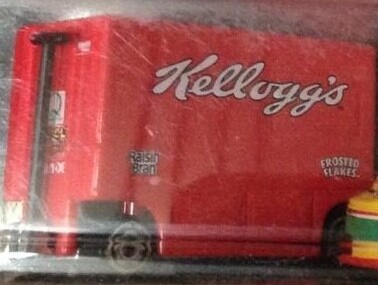 Kellogg's
Raisin
Bran
FROSTED
FLAKES